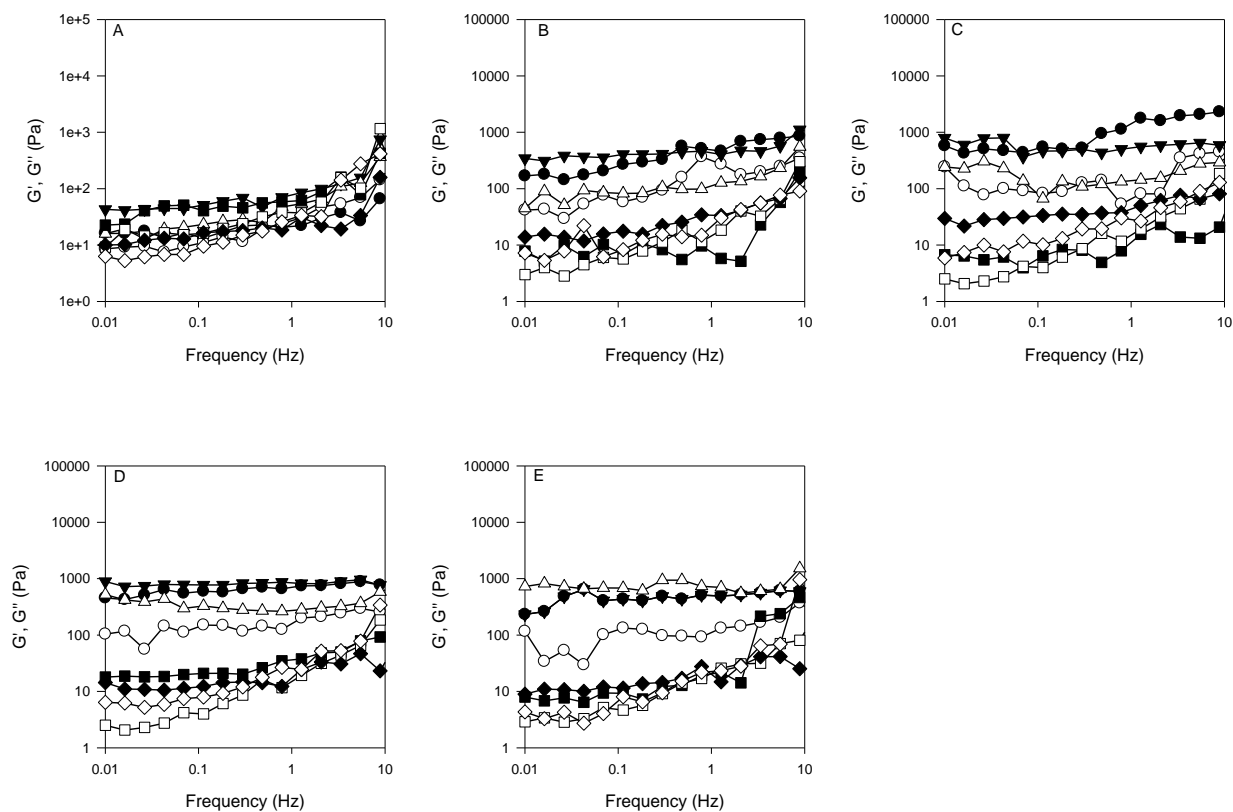 A
G', G'' (Pa)
1e+5
1e+4
1e+3
1e+2
1e+1
1e+0
0.01 0.1 1 10
Frequency (Hz)
B
G', G'' (Pa)
100000
10000
1000
100
10
1
0.01 0.1 1 10
Frequency (Hz)
C
G', G'' (Pa)
100000
10000
1000
100
10
1
0.01 0.1 1 10
Frequency (Hz)
D
G', G'' (Pa)
100000
10000
1000
100
10
1
0.01 0.1 1 10
Frequency (Hz)
E
G', G'' (Pa)
100000
10000
1000
100
10
1
0.01 0.1 1 10
Frequency (Hz)